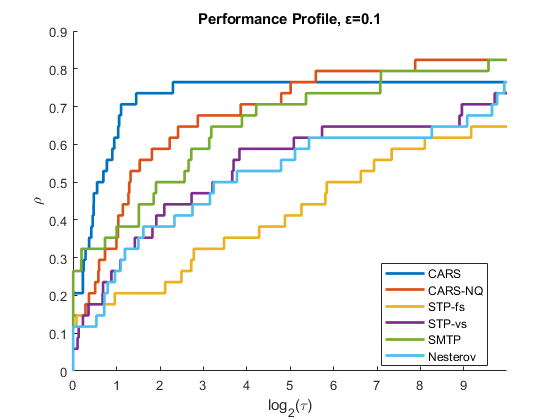 Performance Profile, ε=0.1
0.9
0.8
0.7
0.6
0.5
0.4
0.3
0.2
0.1
0
ρ
0 1 2 3 4 5 6 7 8 9
log2(τ)
CARS
CARS-NQ
STP-fs
STP-vs
SMTP
Nesterov